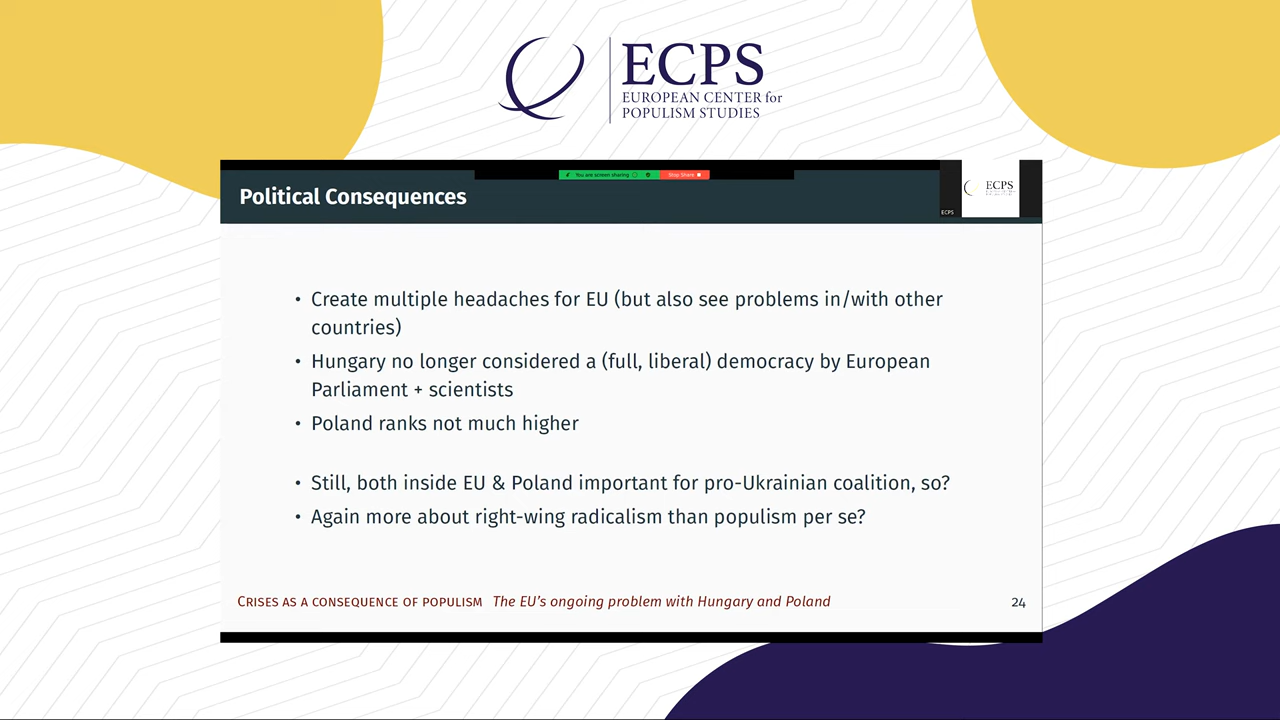 ECPS
EUROPEAN CENTER for
POPULISM STUDIES
You are screen sharing
Stop Share
Political Consequences
ECPS
ECPS
• Create multiple headaches for EU (but also see problems in/with other
countries)
• Hungary no longer considered a (full, liberal) democracy by European
Parliament + scientists
• Poland ranks not much higher
• Still, both inside EU & Poland important for pro-Ukrainian coalition, so?
• Again more about right-wing radicalism than populism per se?
CRISES AS A CONSEQUENCE OF POPULISM The EU's ongoing problem with Hungary and Poland
24